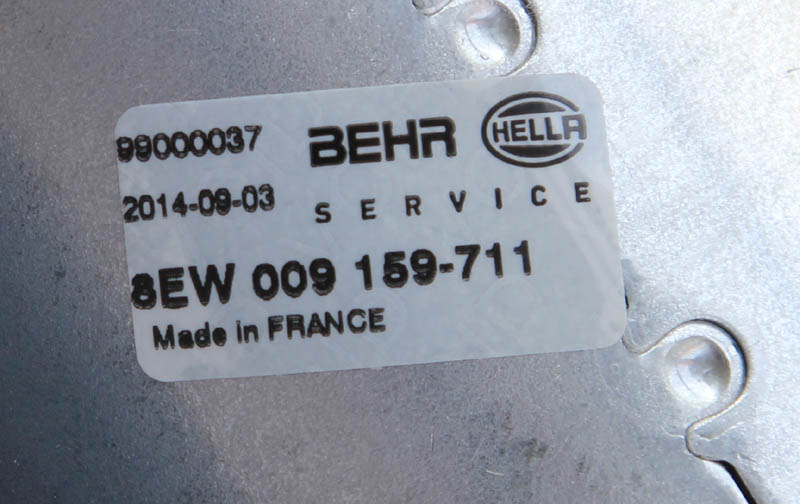 99000037 BEHR HELLA
2014-09-03 SERVICE
8EW 009 159-711
Made in FRANCE